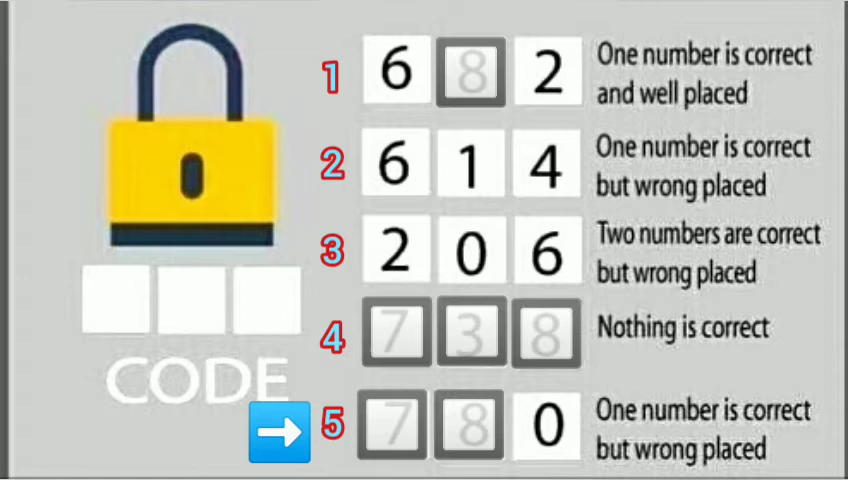 1 6 8 2 One number is correct
and well placed
2 6 1 4 One number is correct
but wrong placed
3 2 0 6 Two numbers are correct
but wrong placed
4 7 3 8 Nothing is correct
CODE
5 7 8 0 One number is correct
but wrong placed